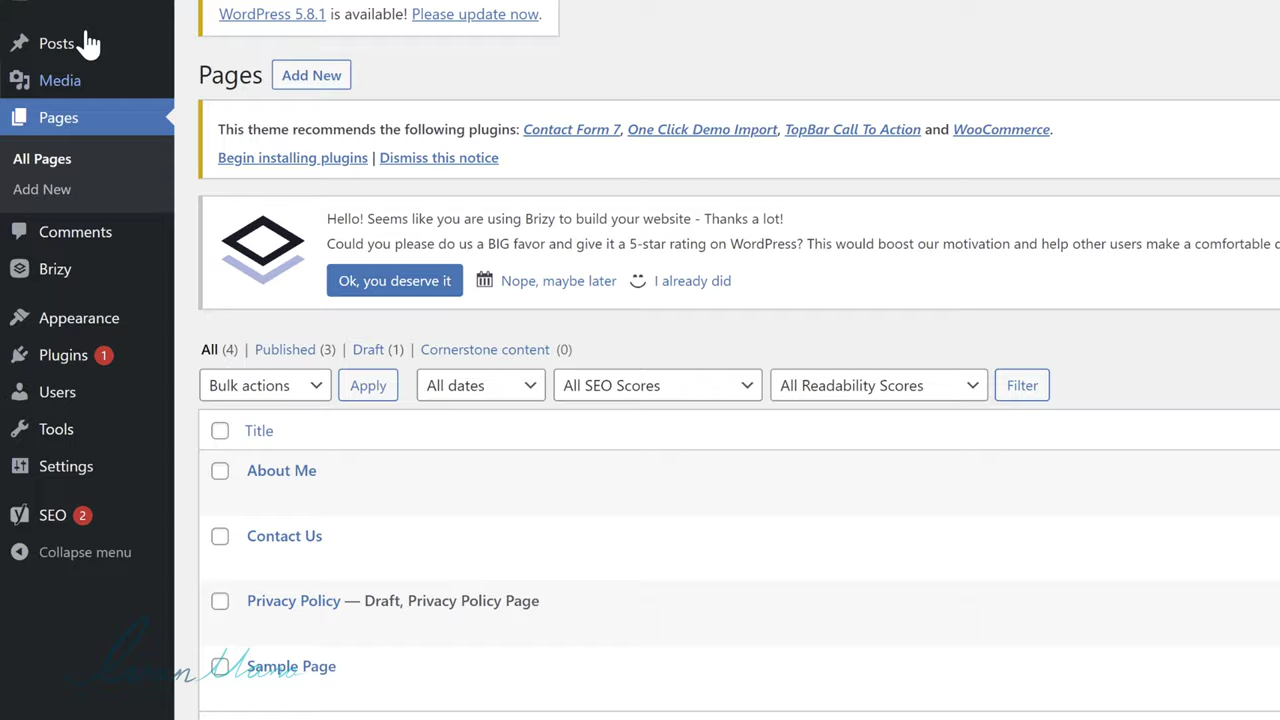 WordPress 5.8.1 is available! Please update now.
Posts
Media
Pages
All Pages
Add New
Comments
Brizy
Appearance
Plugins 1
Users
Tools
Settings
SEO 2
Collapse menu
Pages Add New
This theme recommends the following plugins: Contact Form 7, One Click Demo Import, TopBar Call To Action and WooCommerce.
Begin installing plugins | Dismiss this notice
Hello! Seems like you are using Brizy to build your website - Thanks a lot!
Could you please do us a BIG favor and give it a 5-star rating on WordPress? This would boost our motivation and help other users make a comfortable
Ok, you deserve it Nope, maybe later I already did
All (4) | Published (3) | Draft (1) | Cornerstone content (0)
Bulk actions Apply All dates All SEO Scores All Readability Scores Filter
Title
About Me
Contact Us
Privacy Policy — Draft, Privacy Policy Page
Sample Page